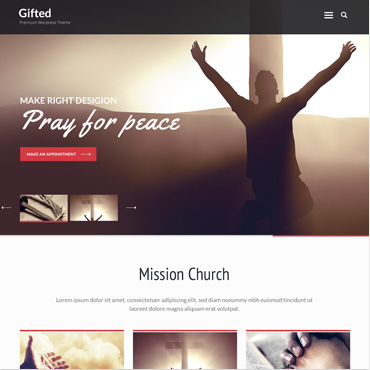 Gifted
Premium Worpress Theme
MAKE RIGHT DESIGION
Pray for peace
MAKE AN APPOINTMENT
Mission Church
Lorem ipsum dolor sit amet, consectetuer adipiscing elit, sed diam nonummy nibh euismod tincidunt ut
laoreet dolore magna aliquam erat volutpat.